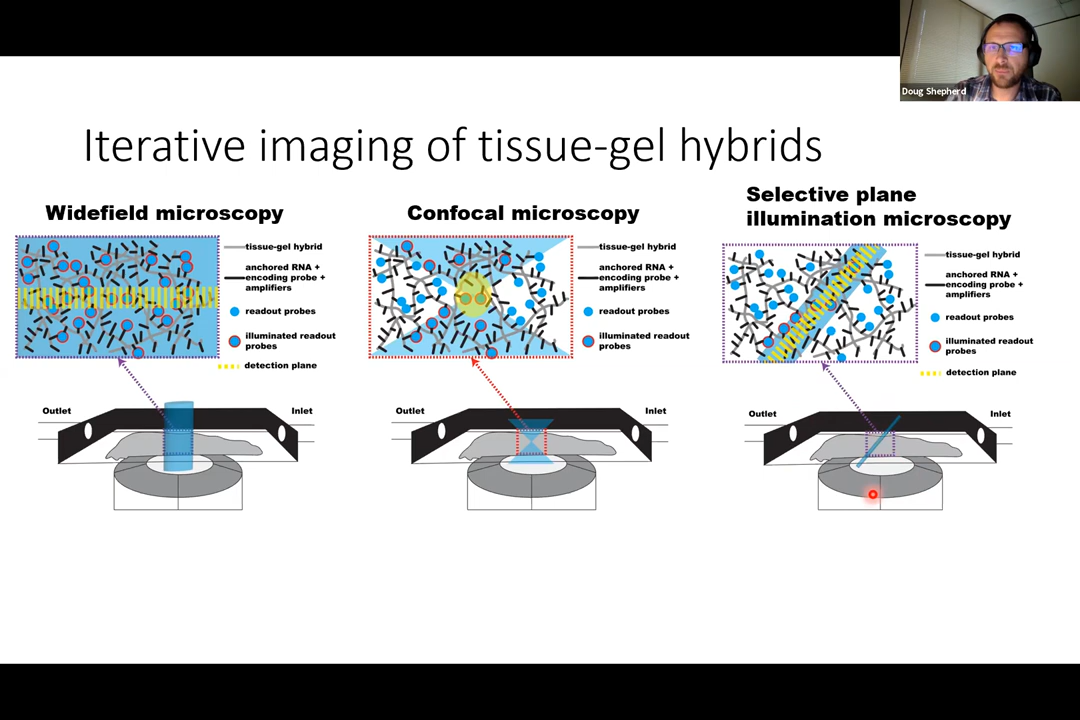 Doug Shepherd
Iterative imaging of tissue-gel hybrids
Widefield microscopy
tissue-gel hybrid
anchored RNA +
encoding probe +
amplifiers
readout probes
illuminated readout
probes
detection plane
Outlet
Inlet
Confocal microscopy
tissue-gel hybrid
anchored RNA +
encoding probe +
amplifiers
readout probes
illuminated readout
probes
Outlet
Inlet
Selective plane
illumination microscopy
tissue-gel hybrid
anchored RNA +
encoding probe +
amplifiers
readout probes
illuminated readout
probes
detection plane
Outlet
Inlet